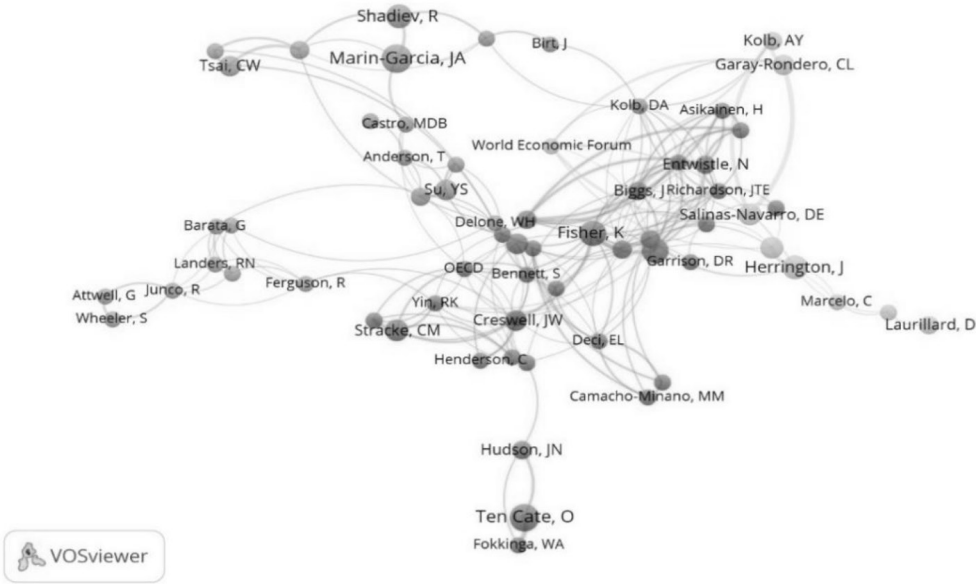 Shadiev, R
Marin-Garcia, JA
Birt, J
Tsai, CW
Kolb, AY
Garay-Rondero, CL
Kolb, DA
Asikainen, H
Castro, MDB
World Economic Forum
Anderson, T
Entwistle, N
Su, YS
Biggs, J
Richardson, JTE
Salinas-Navarro, DE
Delone, WH
Barata, G
Fisher, K
Landers, RN
OECD
Bennett, S
Garrison, DR
Herrington, J
Ferguson, R
Junco, R
Attwell, G
Wheeler, S
Yin, RK
Marcelo, C
Creswell, JW
Stracke, CM
Laurillard, D
Deci, EL
Henderson, C
Camacho-Minano, MM
Hudson, JN
Ten Cate, O
Fokkinga, WA
VOSviewer